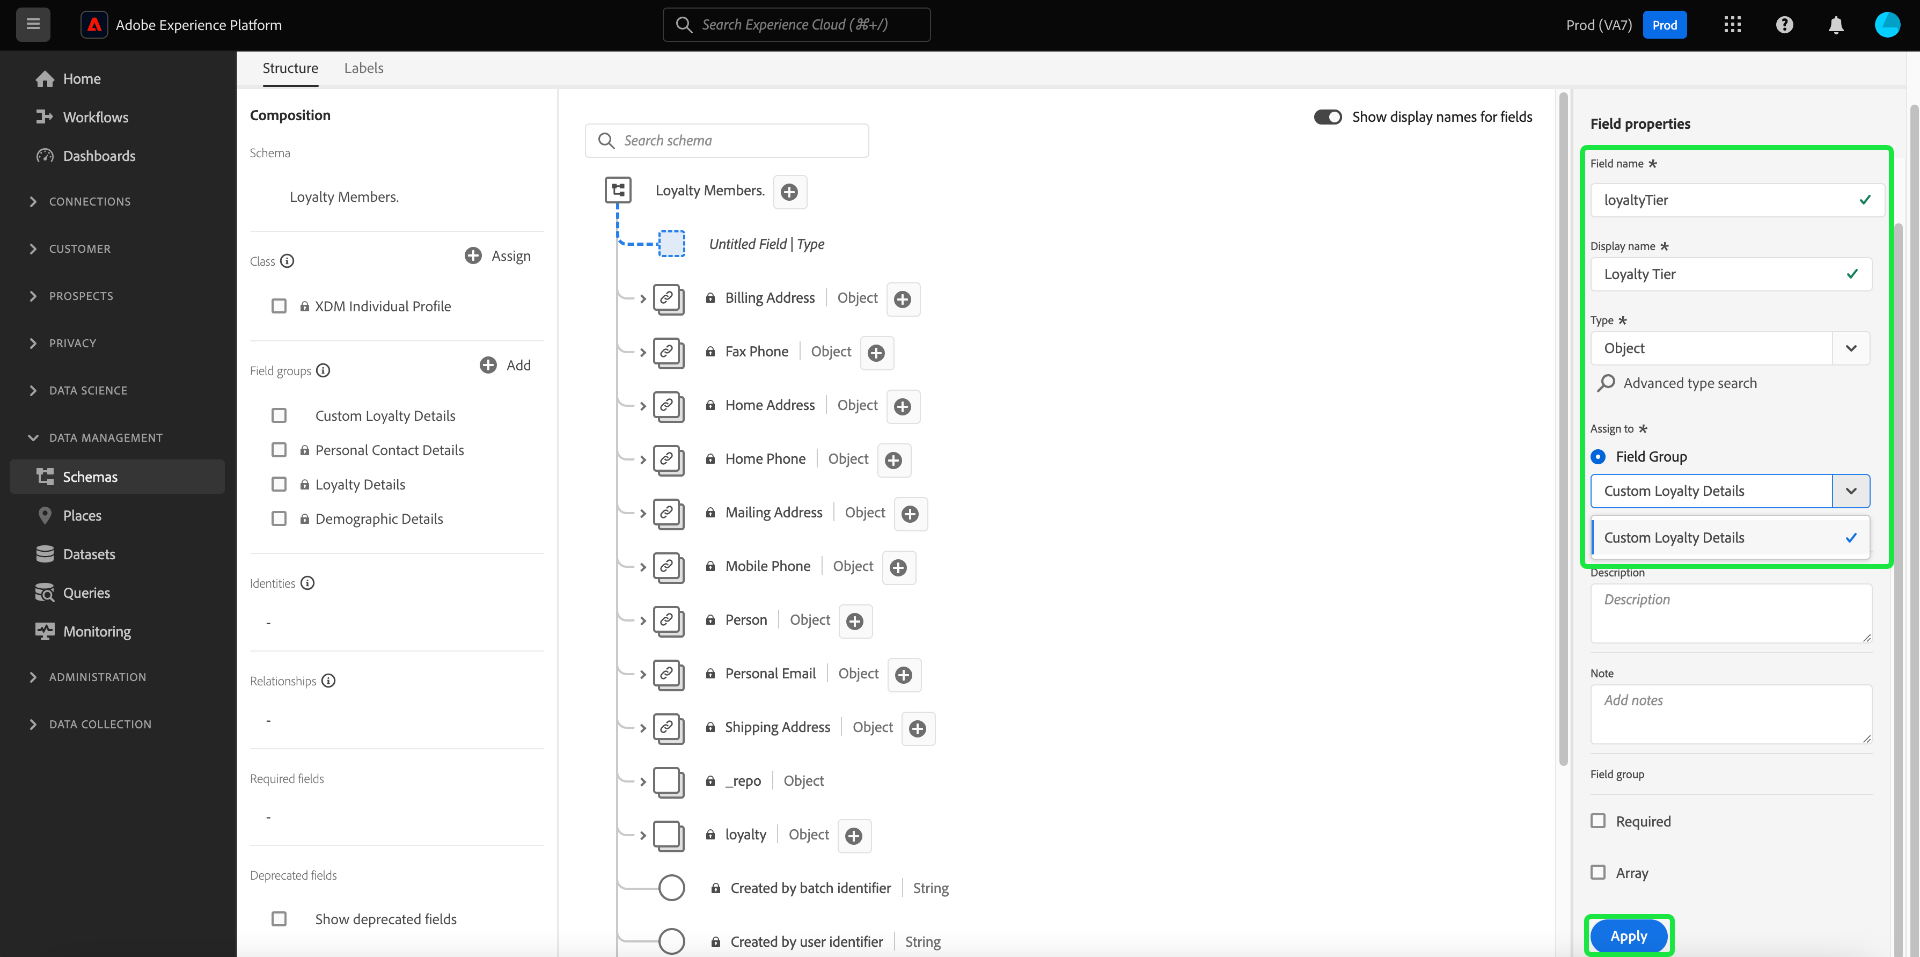 Adobe Experience Platform
Search Experience Cloud (⌘+/)
Prod (VA7)
Prod
Home
Workflows
Dashboards
CONNECTIONS
CUSTOMER
PROSPECTS
PRIVACY
DATA SCIENCE
DATA MANAGEMENT
Schemas
Places
Datasets
Queries
Monitoring
ADMINISTRATION
DATA COLLECTION
Structure
Labels
Composition
Schema
Loyalty Members.
Class
Assign
XDM Individual Profile
Field groups
Add
Custom Loyalty Details
Personal Contact Details
Loyalty Details
Demographic Details
Identities
-
Relationships
-
Required fields
-
Deprecated fields
Show deprecated fields
Show display names for fields
Search schema
Loyalty Members.
Untitled Field | Type
Billing Address | Object
Fax Phone | Object
Home Address | Object
Home Phone | Object
Mailing Address | Object
Mobile Phone | Object
Person | Object
Personal Email | Object
Shipping Address | Object
_repo | Object
loyalty | Object
Created by batch identifier | String
Created by user identifier | String
Field properties
Field name *
loyaltyTier
Display name *
Loyalty Tier
Type *
Object
Advanced type search
Assign to *
Field Group
Custom Loyalty Details
Custom Loyalty Details
Description
Description
Note
Add notes
Field group
Required
Array
Apply